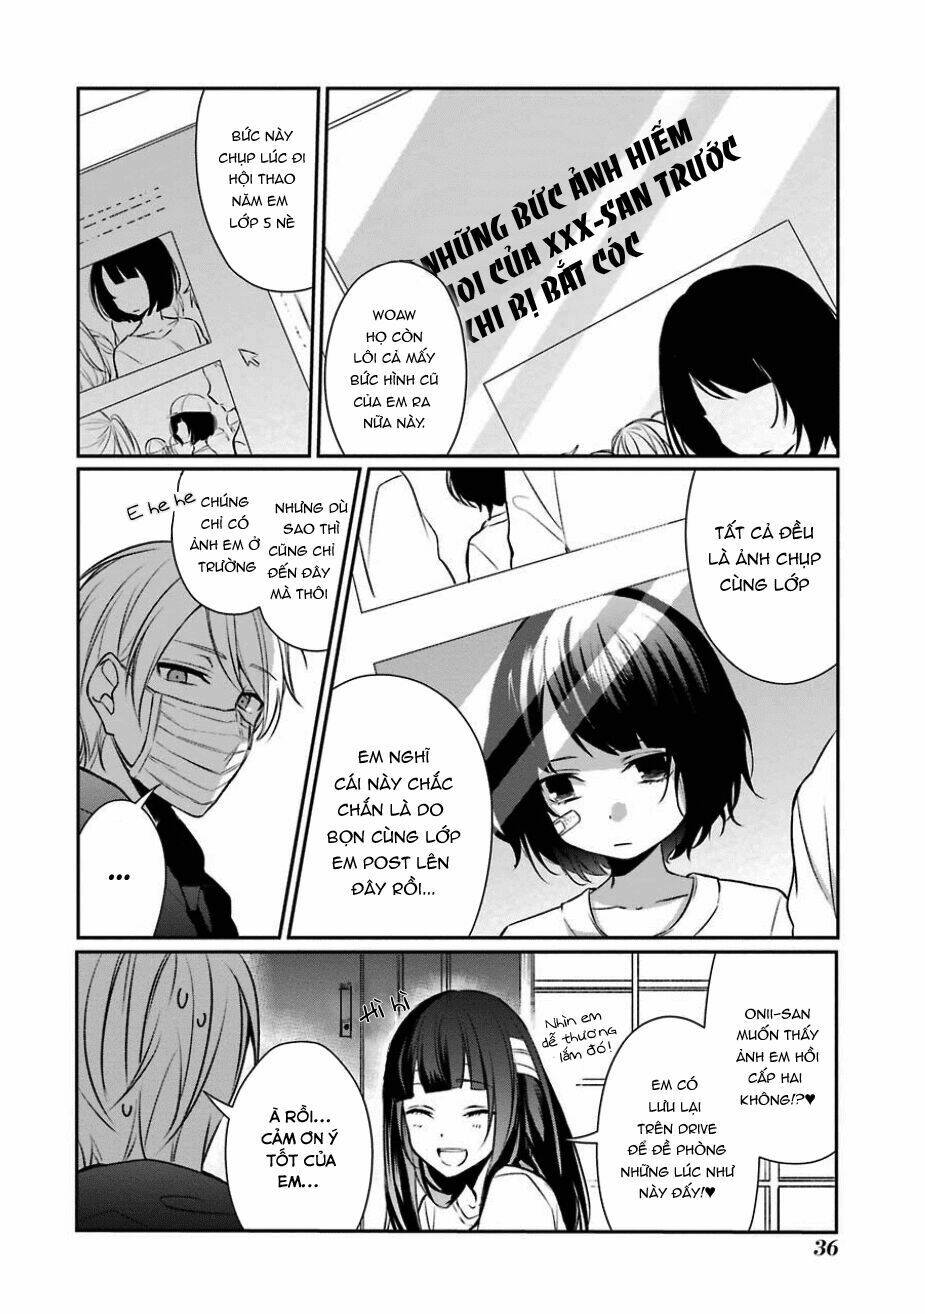 NHỮNG BỨC ẢNH HIẾM
HOI CỦA XXX-SAN TRƯỚC
KHI BỊ BẮT CÓC
WOAW
HỌ CÒN
LÔI CẢ MẤY
BỨC HÌNH CŨ
CỦA EM RA
NỮA NÀY.
BỨC NÀY
CHỤP LÚC ĐI
HỘI THAO
NĂM EM
LỚP 5 NÈ
TẤT CẢ ĐỀU
LÀ ẢNH CHỤP
CÙNG LỚP
EM NGHĨ
CÁI NÀY CHẮC
CHẮN LÀ DO
BỌN CÙNG LỚP
EM POST LÊN
ĐÂY RỒI...
NHƯNG DÙ
SAO THÌ
CŨNG CHỈ
ĐẾN ĐÂY
MÀ THÔI
CHÚNG
CHỈ CÓ
ẢNH EM Ở
TRƯỜNG
E he he
...
ONII-SAN
MUỐN THẤY
ẢNH EM HỒI
CẤP HAI
KHÔNG!?♥
EM CÓ
LƯU LẠI
TRÊN DRIVE
ĐỂ ĐỀ PHÒNG
NHỮNG LÚC NHƯ
NÀY ĐẤY!♥
Nhìn em
dễ thương
lắm đó!
Hì hì
À RỒI...
CẢM ƠN Ý
TỐT CỦA
EM...
36